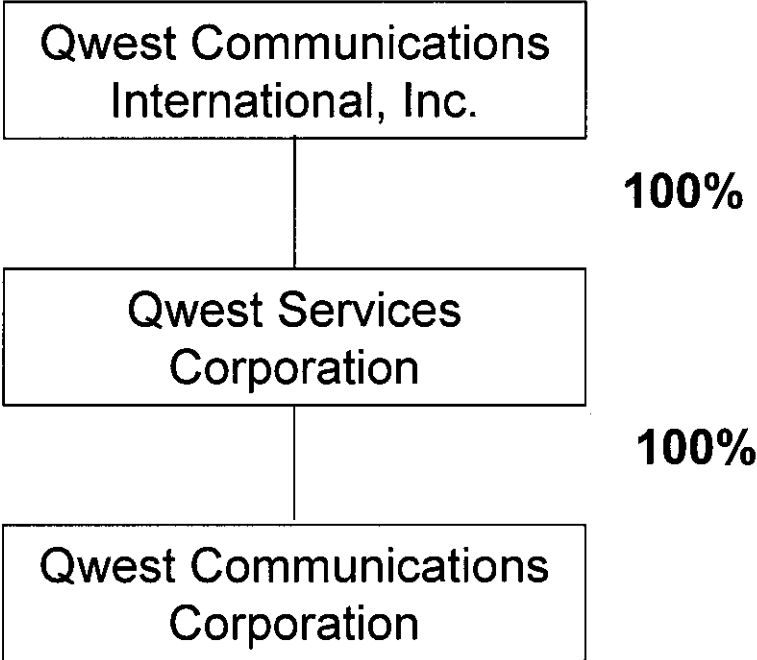 Qwest Communications
International, Inc.
100%
Qwest Services
Corporation
100%
Qwest Communications
Corporation